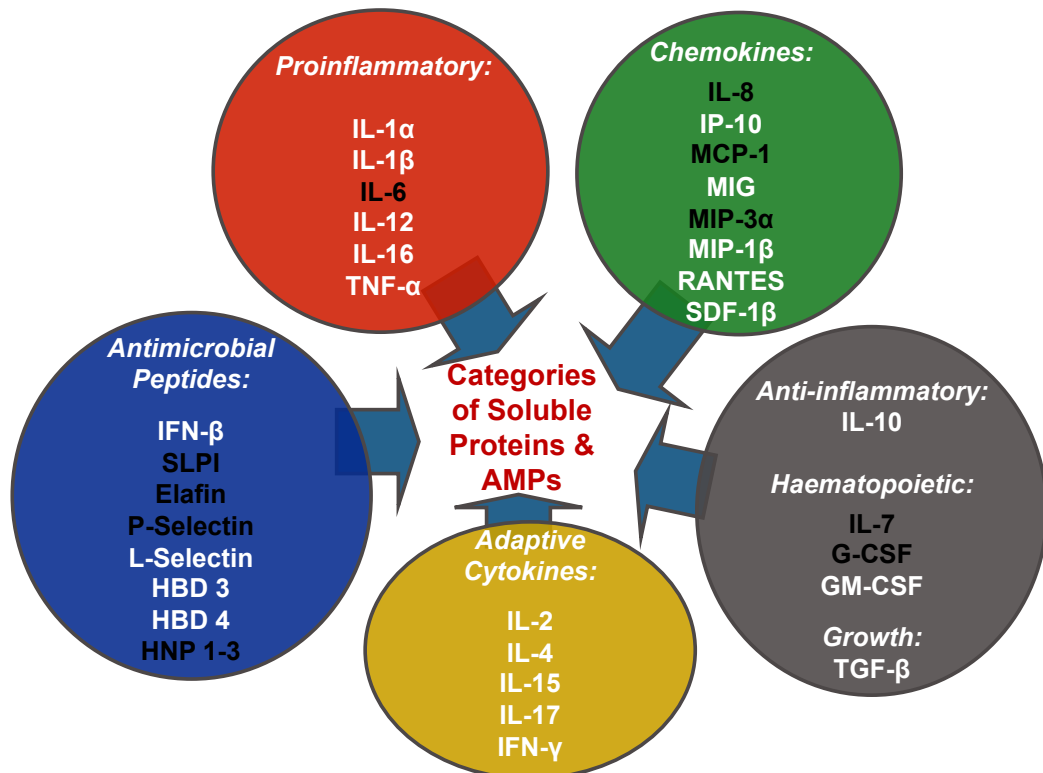 Proinflammatory:
IL-1α
IL-1β
IL-6
IL-12
IL-16
TNF-α
Chemokines:
IL-8
IP-10
MCP-1
MIG
MIP-3α
MIP-1β
RANTES
SDF-1β
Antimicrobial
Peptides:
IFN-β
SLPI
Elafin
P-Selectin
L-Selectin
HBD 3
HBD 4
HNP 1-3
Categories
of Soluble
Proteins &
AMPs
Anti-inflammatory:
IL-10
Haematopoietic:
IL-7
G-CSF
GM-CSF
Growth:
TGF-β
Adaptive
Cytokines:
IL-2
IL-4
IL-15
IL-17
IFN-γ